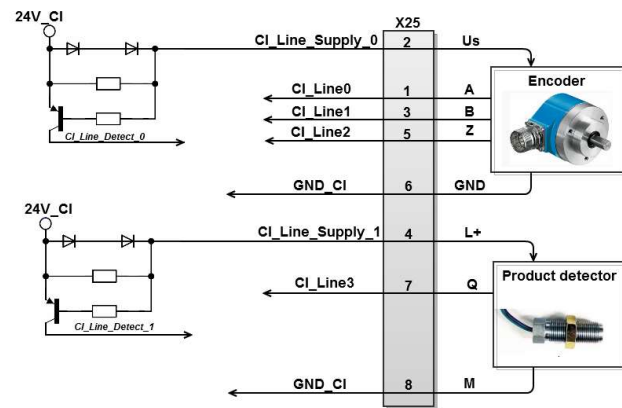 24V_CI
X25
CI_Line_Supply_0 2 Us
Encoder
CI_Line0 1 A
CI_Line1 3 B
CI_Line2 5 Z
CI_Line_Detect_0
GND_CI 6 GND
24V_CI
CI_Line_Supply_1 4 L+
Product detector
CI_Line3 7 Q
CI_Line_Detect_1
GND_CI 8 M